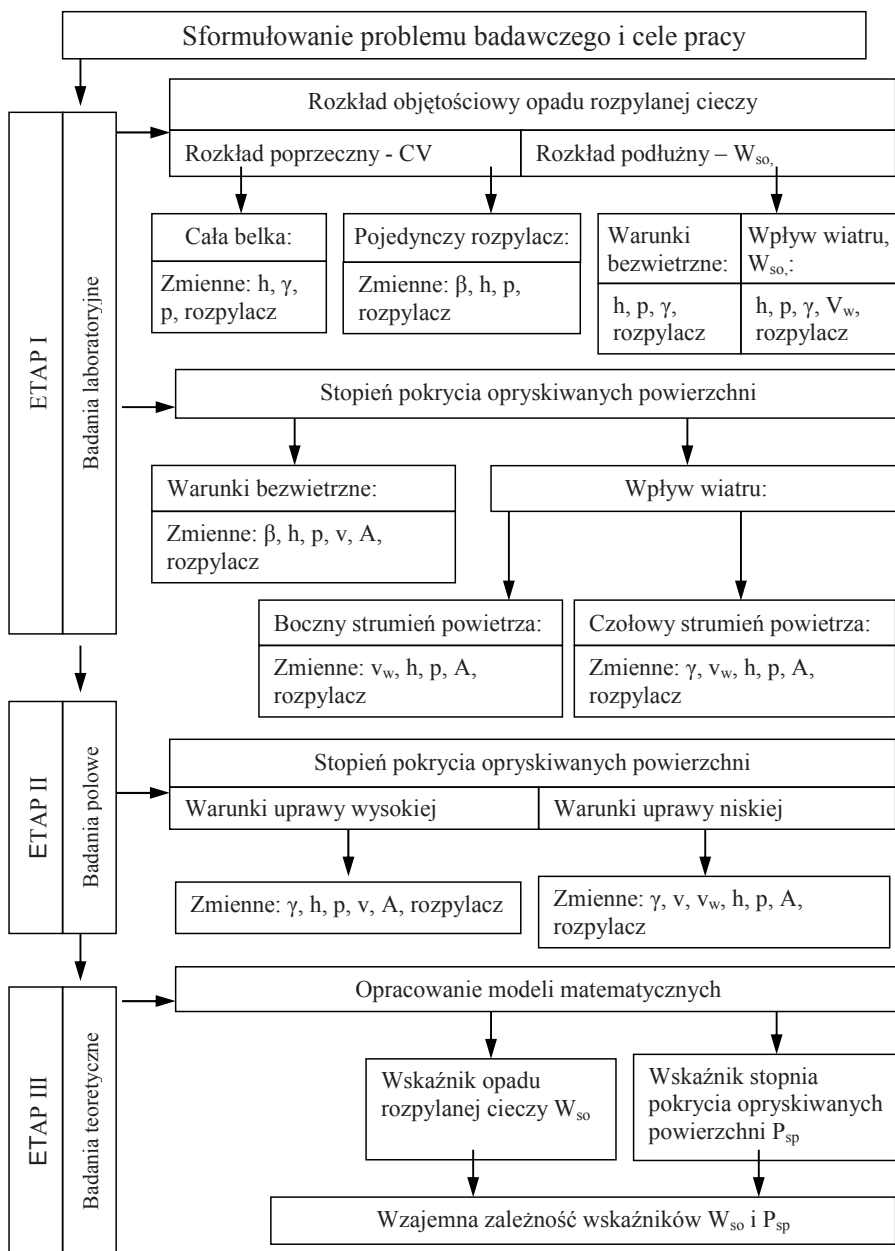 Sformułowanie problemu badawczego i cele pracy
ETAP I
Badania laboratoryjne
Rozkład objętościowy opadu rozpylanej cieczy
Rozkład poprzeczny - CV
Rozkład podłużny – Wso,
Cała belka:
Zmienne: h, γ,
p, rozpylacz
Pojedynczy rozpylacz:
Zmienne: β, h, p,
rozpylacz
Warunki
bezwietrzne:
h, p, γ,
rozpylacz
Wpływ wiatru,
Wso,:
h, p, γ, Vw,
rozpylacz
Stopień pokrycia opryskiwanych powierzchni
Warunki bezwietrzne:
Zmienne: β, h, p, v, A,
rozpylacz
Wpływ wiatru:
Boczny strumień powietrza:
Zmienne: vw, h, p, A,
rozpylacz
Czołowy strumień powietrza:
Zmienne: γ, vw, h, p, A,
rozpylacz
ETAP II
Badania polowe
Stopień pokrycia opryskiwanych powierzchni
Warunki uprawy wysokiej
Warunki uprawy niskiej
Zmienne: γ, h, p, v, A, rozpylacz
Zmienne: γ, v, vw, h, p, A,
rozpylacz
ETAP III
Badania teoretyczne
Opracowanie modeli matematycznych
Wskaźnik opadu
rozpylanej cieczy Wso
Wskaźnik stopnia
pokrycia opryskiwanych
powierzchni Psp
Wzajemna zależność wskaźników Wso i Psp